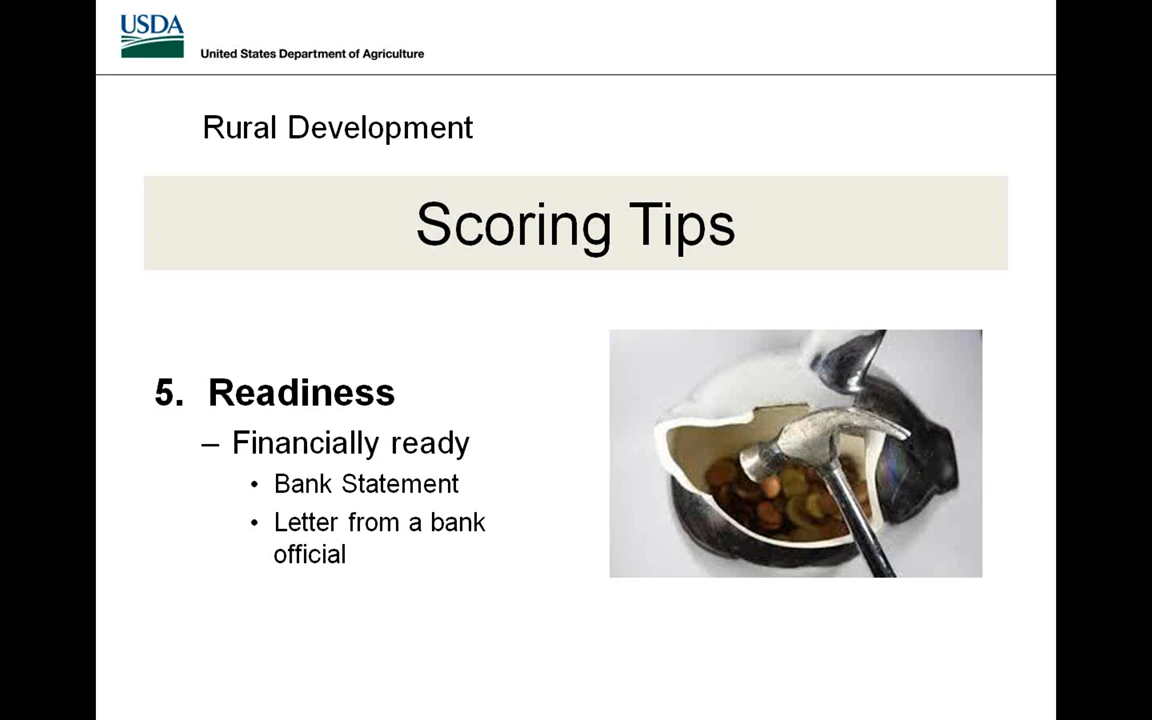 USDA
United States Department of Agriculture
Rural Development
Scoring Tips
5. Readiness
– Financially ready
• Bank Statement
• Letter from a bank
official